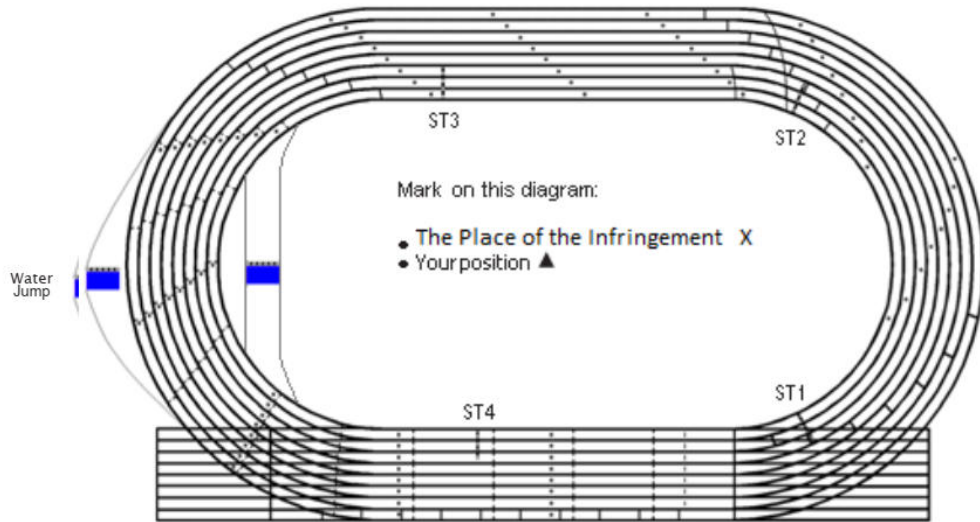 ST3
ST2
Mark on this diagram:
• The Place of the Infringement X
• Yourposition ▲
Water
Jump
ST1
ST4